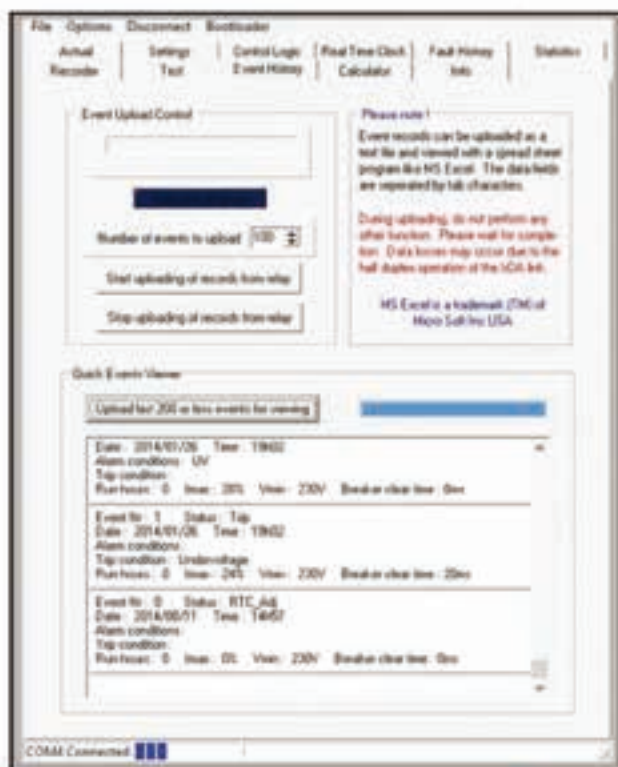 File Options Disconnect Bootloader
Actual Settings Control Logic Real Time Clock Fault History Statistics
Recorder Test Event History Calculator Info
Event Upload Control
Number of events to upload 100
Start uploading of records from relay
Stop uploading of records from relay
Please note !
Event records can be uploaded as a
text file and viewed with a spread sheet
program like MS Excel. The data fields
are seperated by tab characters.
During uploading, do not perform any
other function. Please wait for comple-
tion. Data losses may occur due to the
half duplex operation of the link.
MS Excel is a trademark (TM) of
Micro Soft Inc USA
Quick Events Viewer
Upload last 200 or less events for viewing
Date : 2014/01/26 Time : 19h02
Alarm conditions : UV
Trip condition :
Run hours : 0 Imax : 26% Vmin : 230V Breaker clear time : 0ms
Event Nr : 1 Status : Trip
Date : 2014/01/26 Time : 19h02
Alarm conditions :
Trip condition : Undervoltage
Run hours : 0 Imax : 24% Vmin : 230V Breaker clear time : 20ms
Event Nr : 0 Status : RTC_Adj
Date : Time :
Alarm conditions :
Trip condition :
Run hours : 0 Imax : 0% Vmin : 230V Breaker clear time : 0ms
Connected